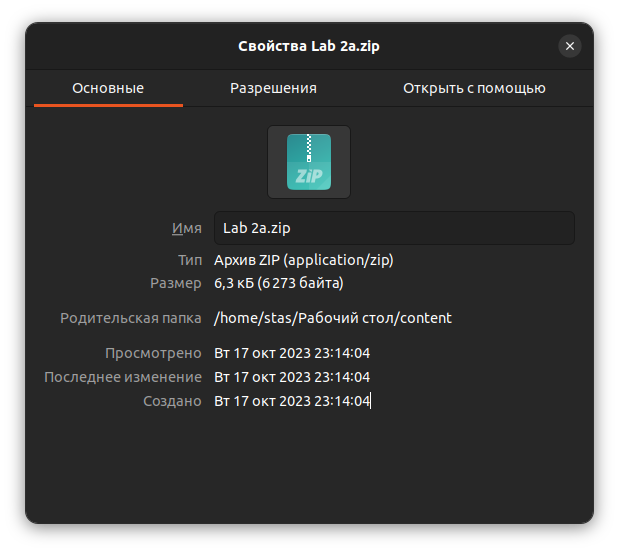 Свойства Lab 2a.zip
Основные Разрешения Открыть с помощью
ZiP
Имя Lab 2a.zip
Тип Архив ZIP (application/zip)
Размер 6,3 кБ (6 273 байта)
Родительская папка /home/stas/Рабочий стол/content
Просмотрено Вт 17 окт 2023 23:14:04
Последнее изменение Вт 17 окт 2023 23:14:04
Создано Вт 17 окт 2023 23:14:04